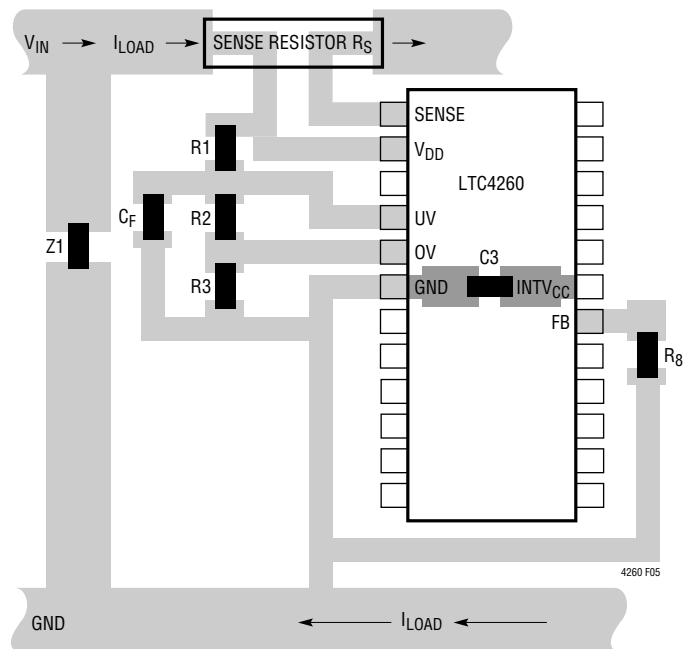 VIN ILOAD SENSE RESISTOR RS
SENSE
R1 VDD
LTC4260
CF R2 UV
Z1 OV
C3
R3 GND INTVCC
FB
R8
4260 F05
GND ILOAD